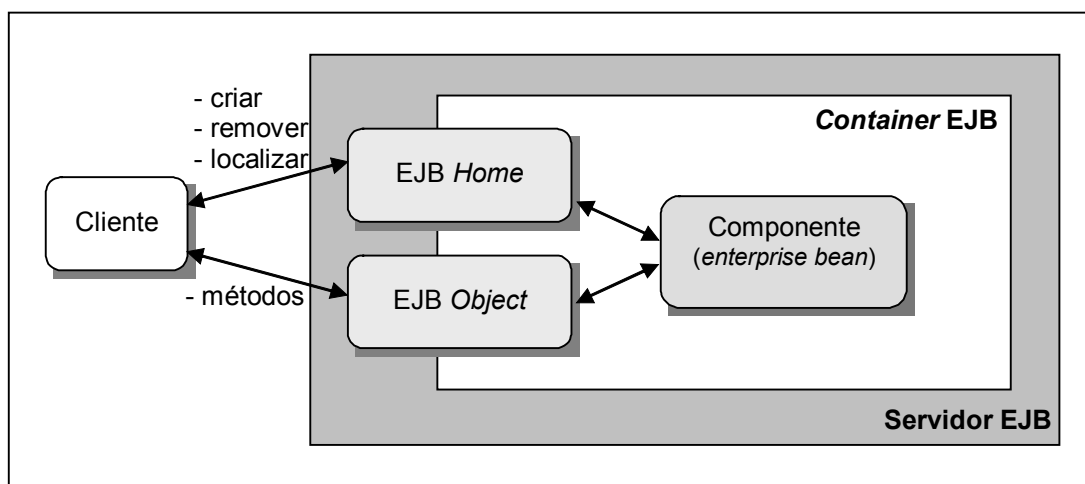 - criar
- remover
- localizar
Container EJB
EJB Home
Cliente
Componente
(enterprise bean)
- métodos
EJB Object
Servidor EJB